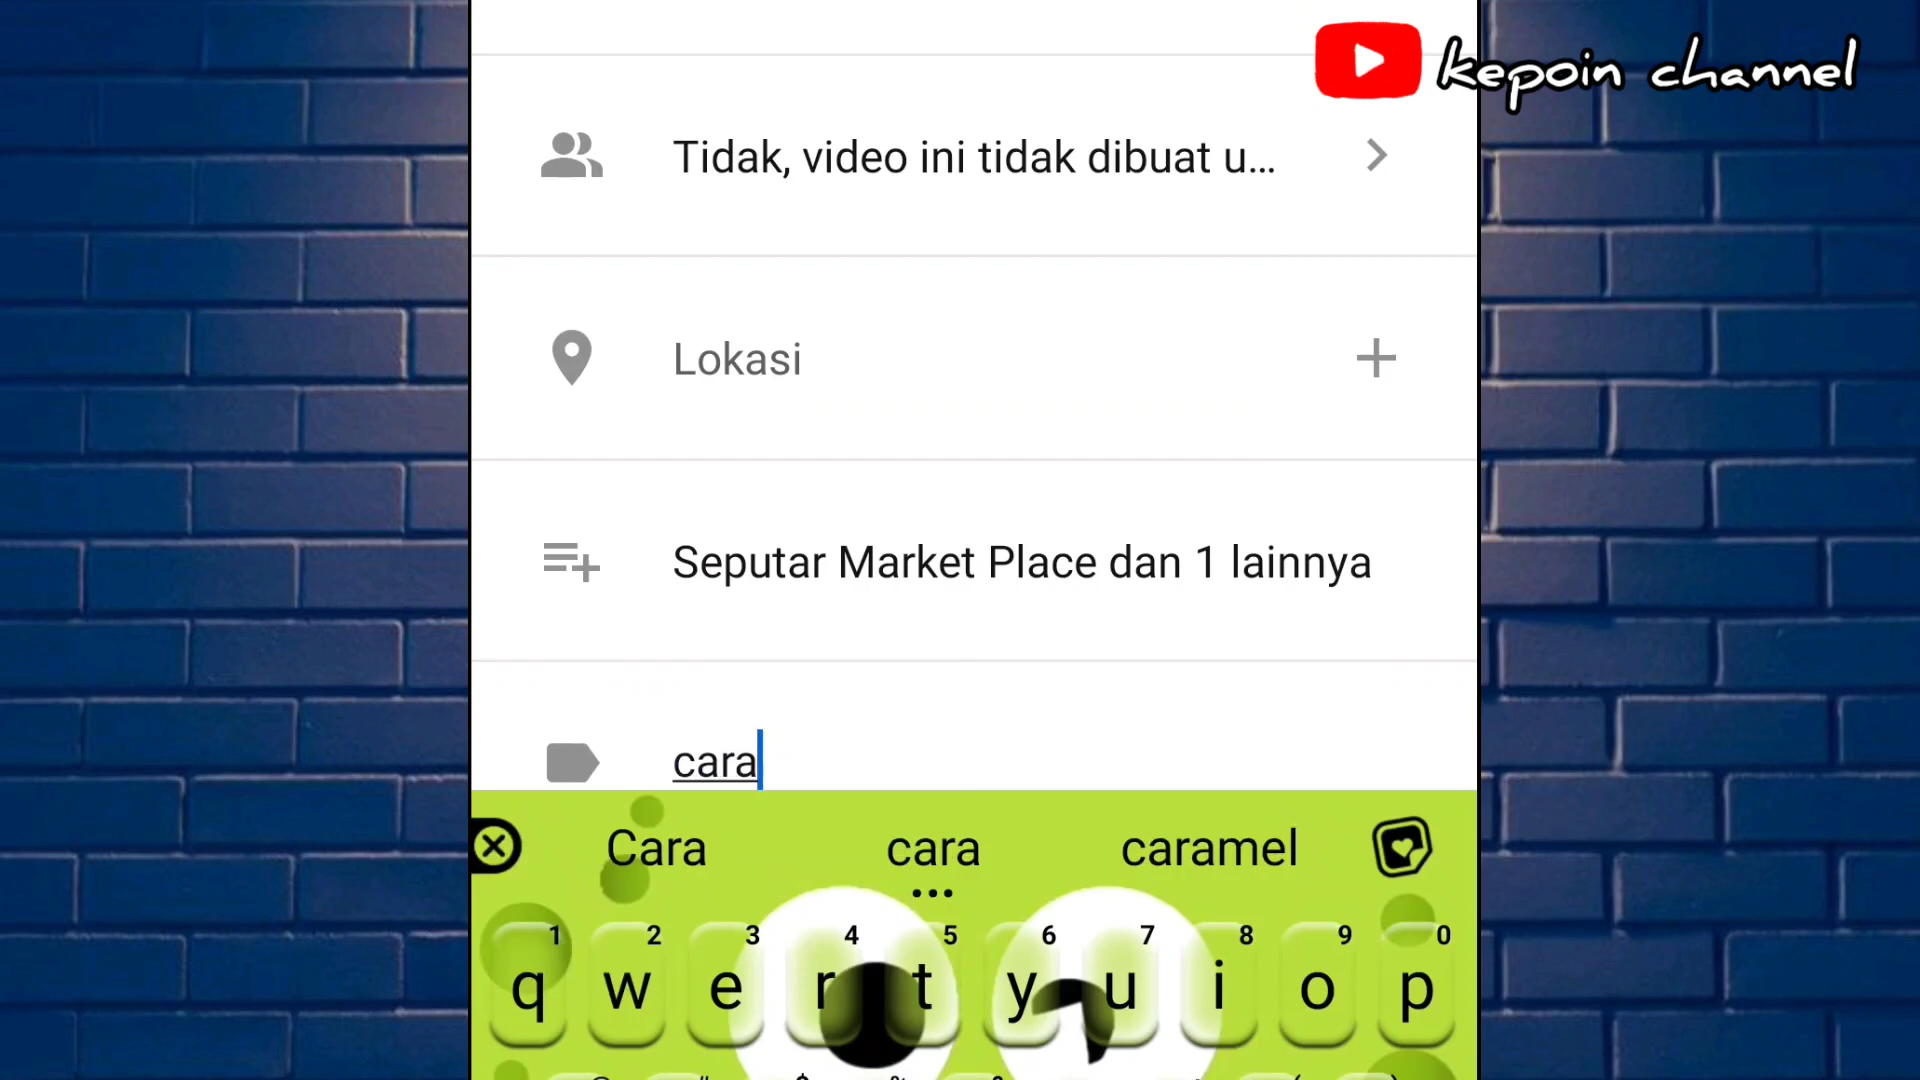 kepoin channel
Tidak, video ini tidak dibuat u...
Lokasi
Seputar Market Place dan 1 lainnya
cara
Cara cara caramel
1 2 3 4 5 6 7 8 9 0
q w e r t y u i o p